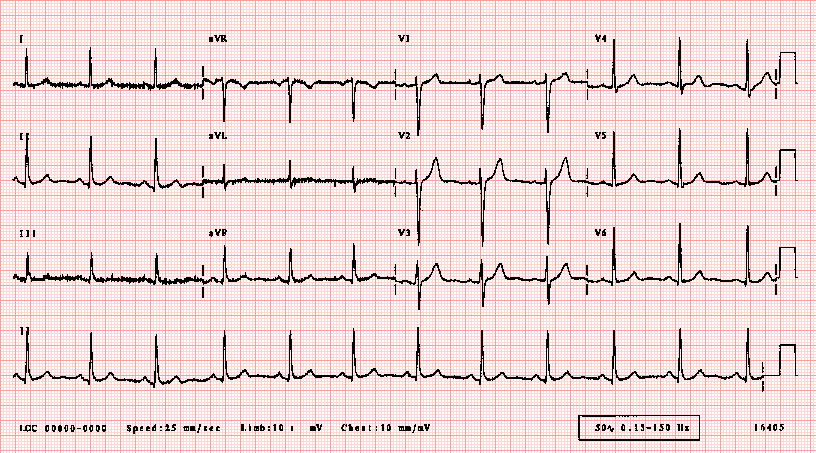 I aVR V1 V4
II aVL V2 V5
III aVF V3 V6
II
LOC 00000-0000 Speed:25 mm/sec Limb:10 mV Chest:10 mm/mV 50~ 0.15-150 Hz 16405